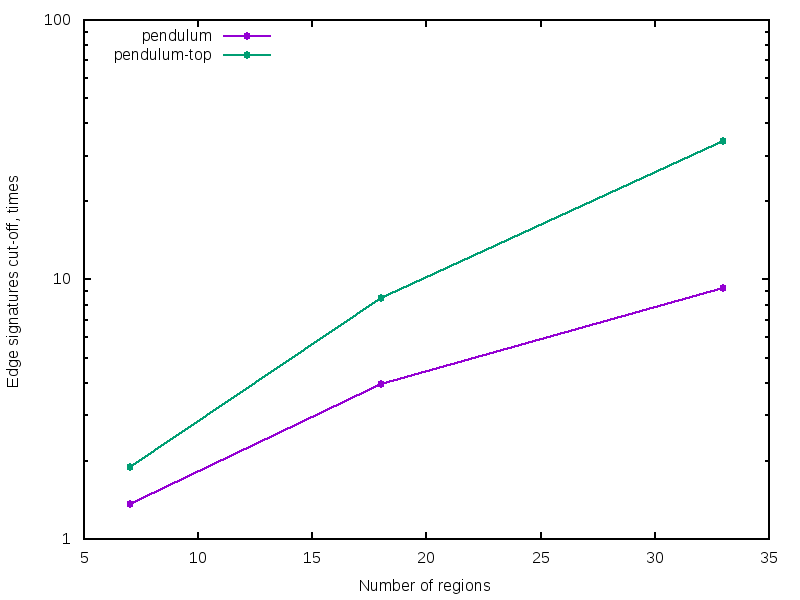 100
pendulum
pendulum-top
10
1
Edge signatures cut-off, times
5 10 15 20 25 30 35
Number of regions